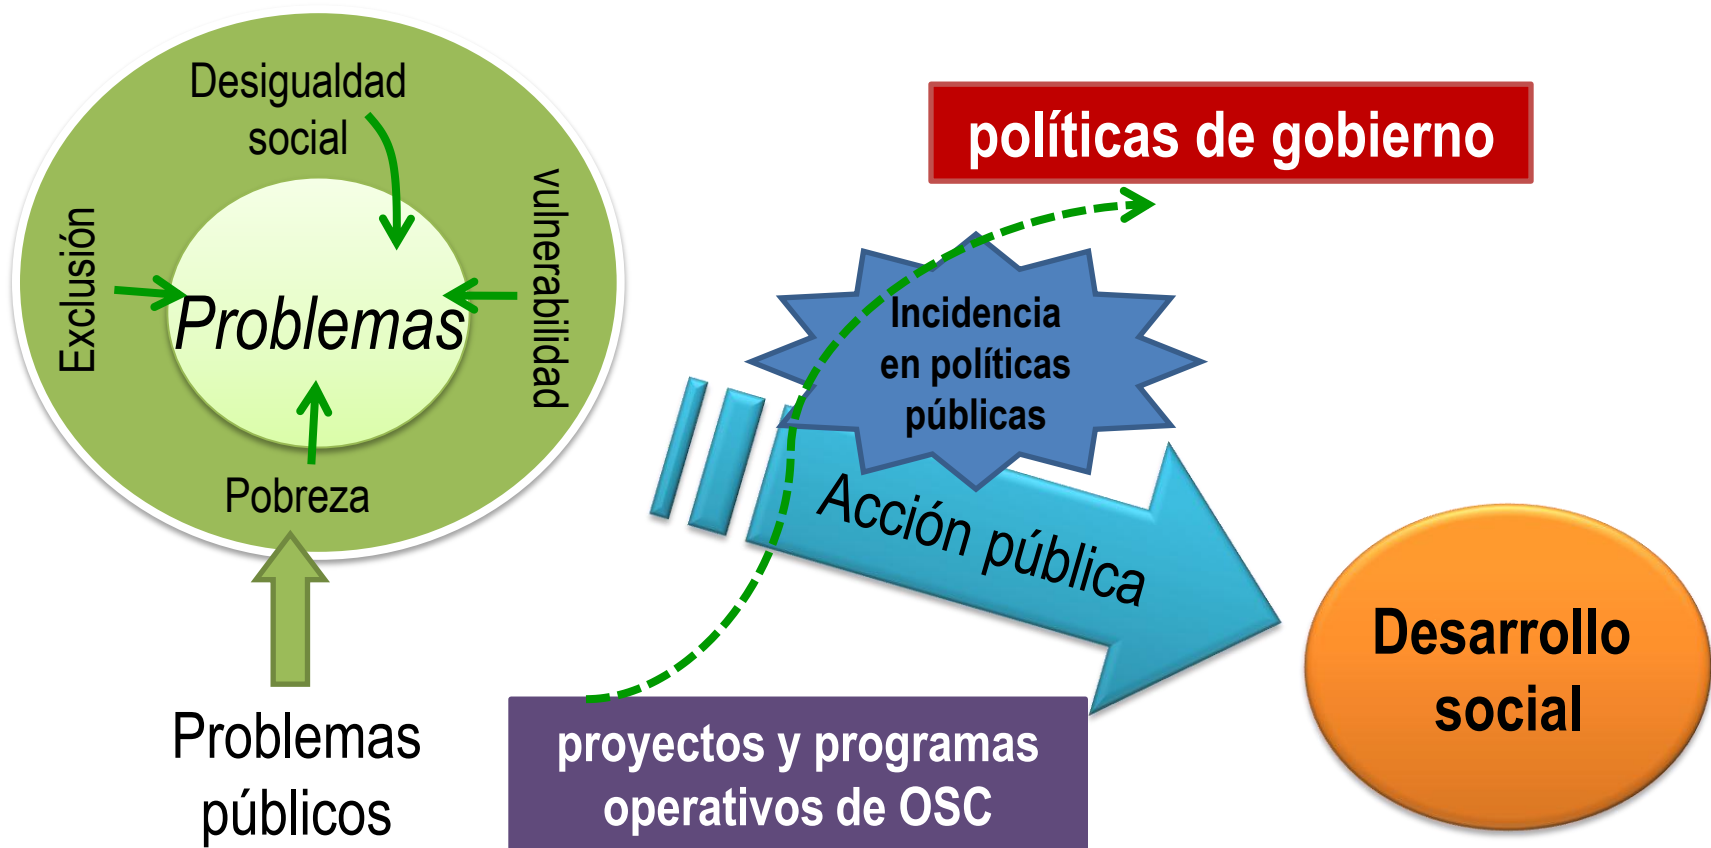 Desigualdad
social
Exclusión
vulnerabilidad
Problemas
Pobreza
Problemas
públicos
políticas de gobierno
Incidencia
en políticas
públicas
Acción pública
proyectos y programas
operativos de OSC
Desarrollo
social